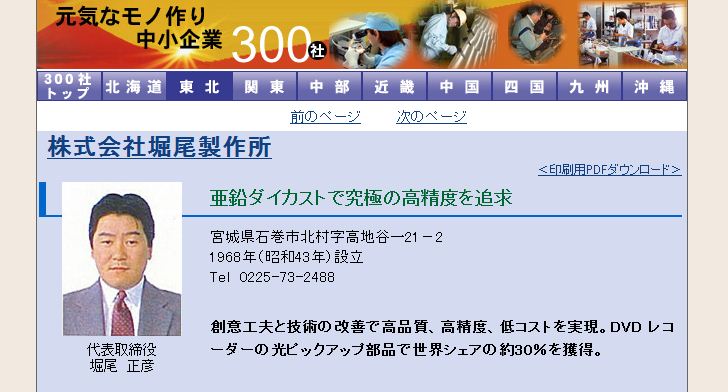 元気なモノ作り
中小企業300社
300社
トップ
北海道
東北
関東
中部
近畿
中国
四国
九州
沖縄
前のページ 次のページ
株式会社堀尾製作所
<印刷用PDFダウンロード>
亜鉛ダイカストで究極の高精度を追求
宮城県石巻市北村字高地谷一21-2
1968年(昭和43年)設立
Tel 0225-73-2488
創意工夫と技術の改善で高品質、高精度、低コストを実現。DVD レコ
ーダーの光ピックアップ部品で世界シェアの約30%を獲得。
代表取締役
堀尾 正彦